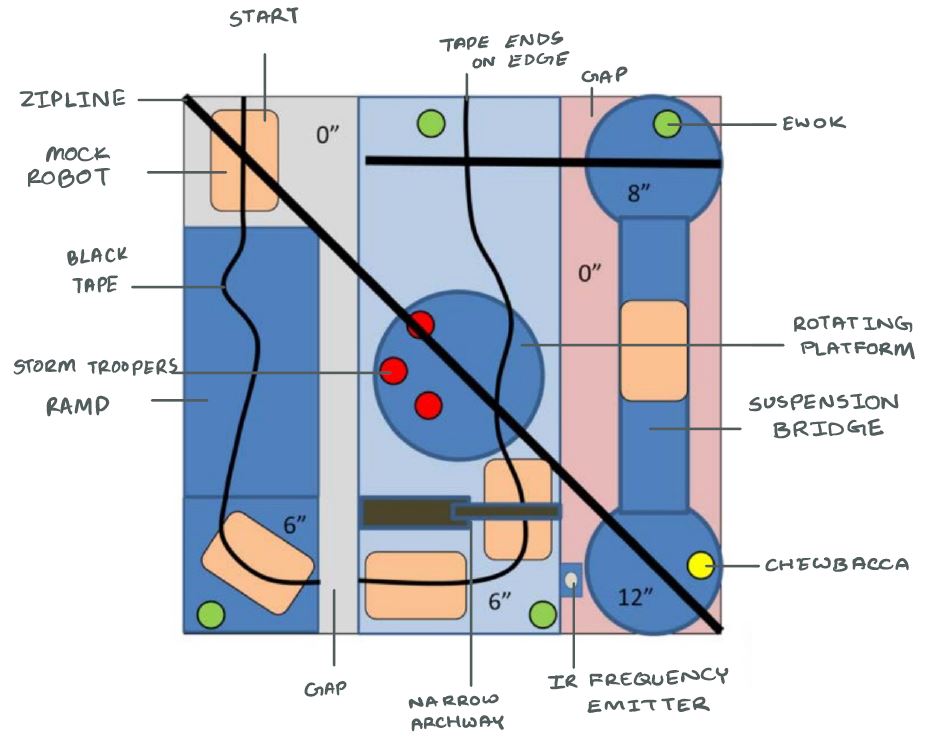 START
TAPE ENDS
ON EDGE
GAP
ZIPLINE
0”
EWOK
MOCK
ROBOT
8”
BLACK
TAPE
0”
ROTATING
PLATFORM
STORM TROOPERS
RAMP
SUSPENSION
BRIDGE
6”
CHEWBACCA
6”
12”
GAP
NARROW
ARCHWAY
IR FREQUENCY
EMITTER